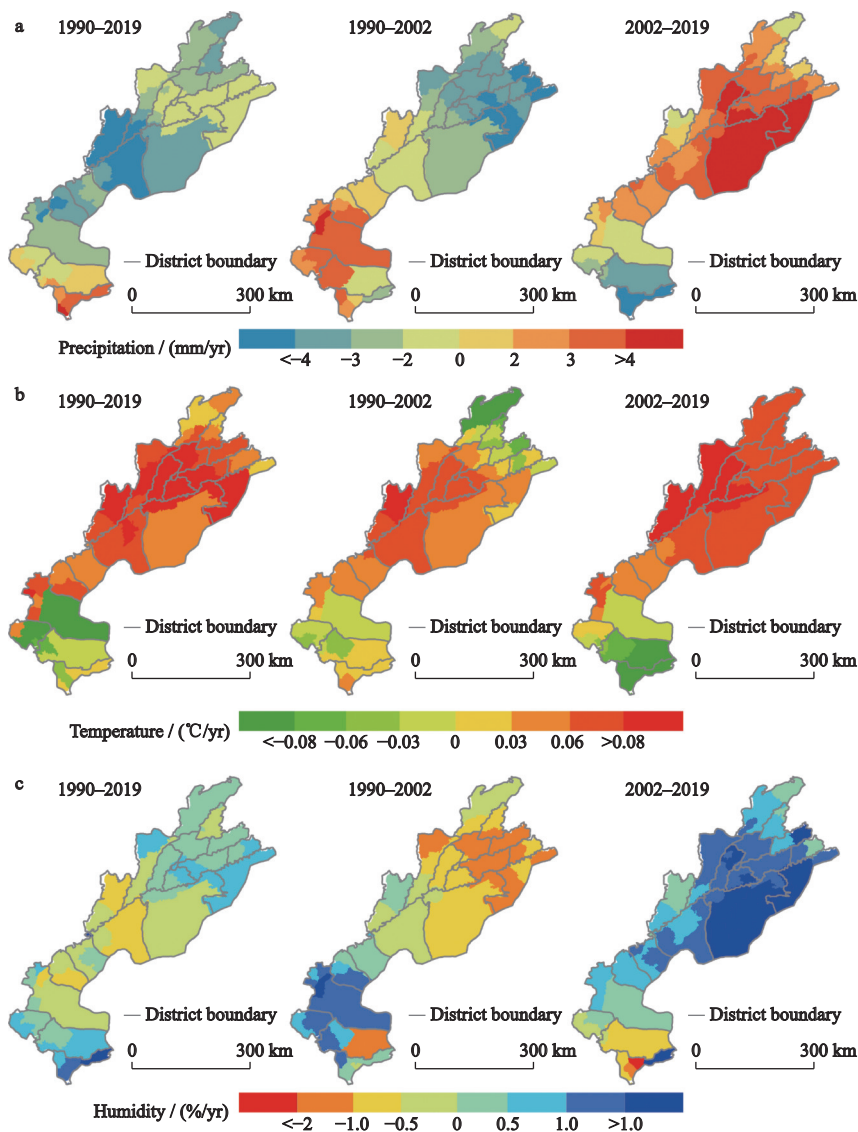 a
1990–2019
1990–2002
2002–2019
— District boundary
— District boundary
— District boundary
0 300 km
0 300 km
0 300 km
Precipitation / (mm/yr)
<−4 −3 −2 0 2 3 >4
b
1990–2019
1990–2002
2002–2019
— District boundary
— District boundary
— District boundary
0 300 km
0 300 km
0 300 km
Temperature / (℃/yr)
<−0.08 −0.06 −0.03 0 0.03 0.06 >0.08
c
1990–2019
1990–2002
2002–2019
— District boundary
— District boundary
— District boundary
0 300 km
0 300 km
0 300 km
Humidity / (%/yr)
<−2 −1.0 −0.5 0 0.5 1.0 >1.0